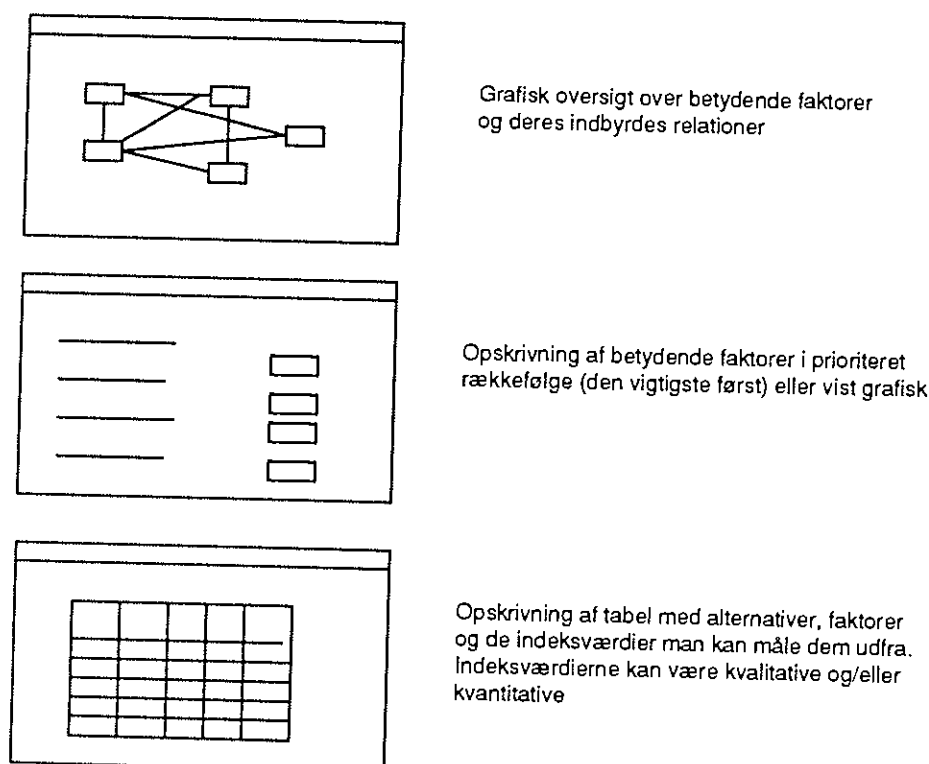 Grafisk oversigt over betydende faktorer
og deres indbyrdes relationer
Opskrivning af betydende faktorer i prioriteret
rækkefølge (den vigtigste først) eller vist grafisk
Opskrivning af tabel med alternativer, faktorer
og de indeksværdier man kan måle dem udfra.
Indeksværdierne kan være kvalitative og/eller
kvantitative